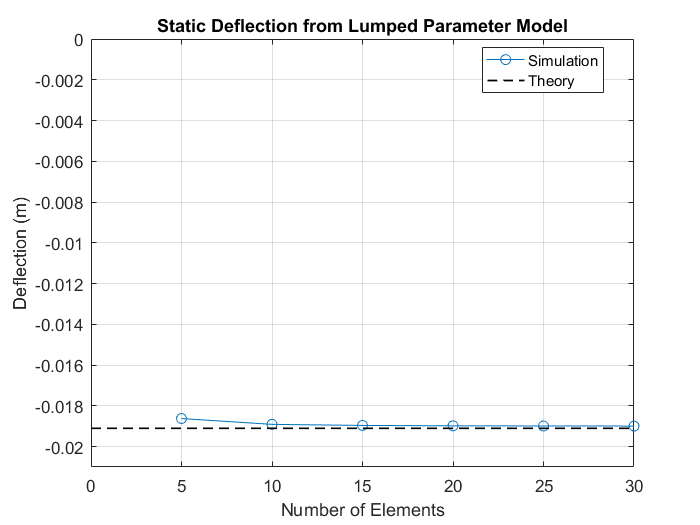 Static Deflection from Lumped Parameter Model
0
-0.002
-0.004
-0.006
-0.008
-0.01
-0.012
-0.014
-0.016
-0.018
-0.02
Deflection (m)
Simulation
Theory
0 5 10 15 20 25 30
Number of Elements